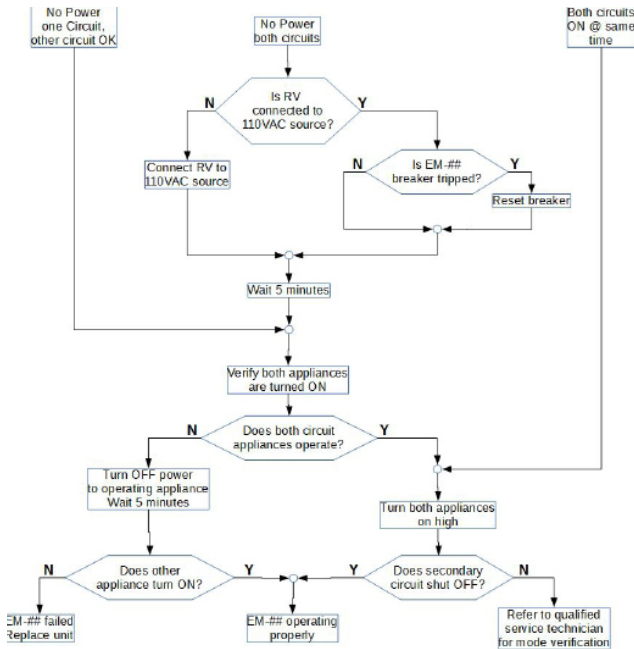 No Power
one Circuit,
other circuit OK
No Power
both circuits
Both circuits
ON @ same
time
Is RV
connected to
110VAC source?
N
Y
Connect RV to
110VAC source
Is EM-##
breaker tripped?
N
Y
Reset breaker
Wait 5 minutes
Verify both appliances
are turned ON
Does both circuit
appliances operate?
N
Y
Turn OFF power
to operating appliance
Wait 5 minutes
Turn both appliances
on high
Does other
appliance turn ON?
N
Y
Does secondary
circuit shut OFF?
Y
N
EM-## failed
Replace unit
EM-## operating
properly
Refer to qualified
service technician
for mode verification